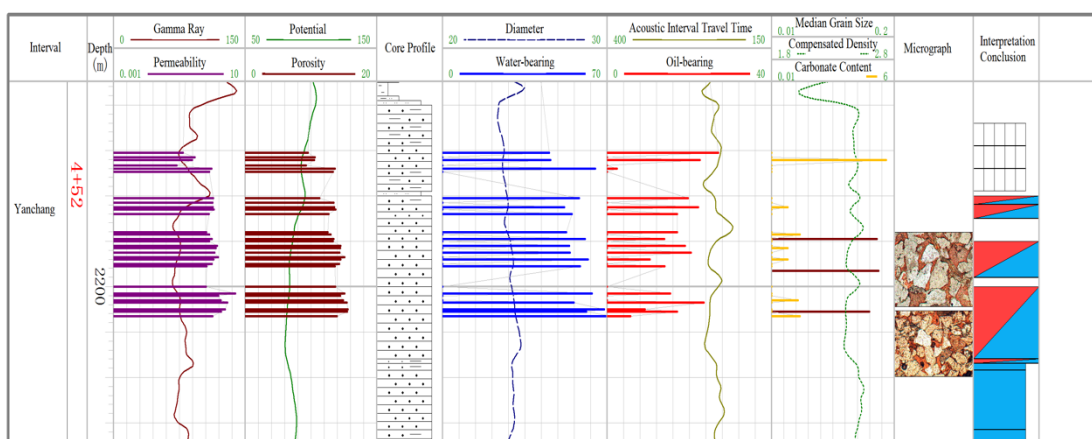 Interval
Depth
(m)
0 Gamma Ray 150
0.001 Permeability 10
50 Potential 150
0 Porosity 20
Core Profile
20 Diameter 30
0 Water-bearing 70
400 Acoustic Interval Travel Time 150
0 Oil-bearing 40
Median Grain Size
0.01 0.2
Compensated Density
1.8 2.8
Carbonate Content
0.01 6
Micrograph
Interpretation
Conclusion
4+52
Yanchang
2200